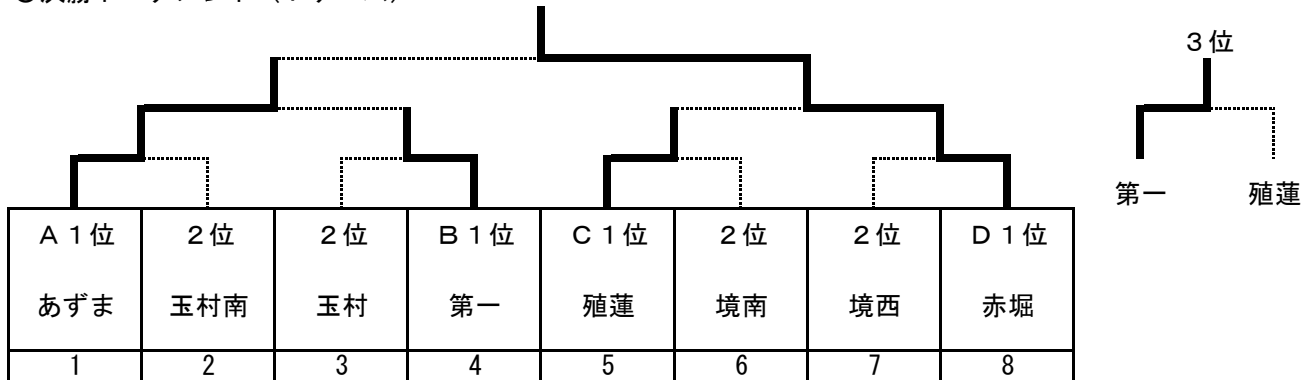 3位
第一 殖蓮
A1位 2位 2位 B1位 C1位 2位 2位 D1位
あずま 玉村南 玉村 第一 殖蓮 境南 境西 赤堀
1 2 3 4 5 6 7 8